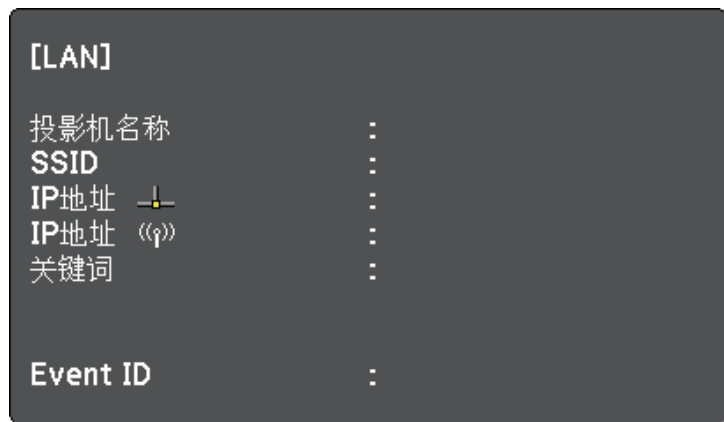 [LAN]
投影机名称 :
SSID :
IP地址 :
IP地址 :
关键词 :
Event ID :